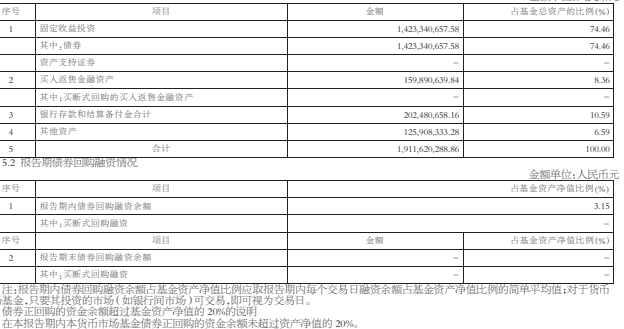 序号 项目 金额 占基金总资产的比例(%)
1 固定收益投资 1,423,340,657.58 74.46
其中:债券 1,423,340,657.58 74.46
资产支持证券 - -
2 买入返售金融资产 159,890,639.84 8.36
其中:买断式回购的买入返售金融资产 - -
3 银行存款和结算备付金合计 202,480,658.16 10.59
4 其他资产 125,908,333.28 6.59
5 合计 1,911,620,288.86 100.00
5.2 报告期债券回购融资情况
金额单位:人民币元
序号 项目 占基金资产净值比例(%)
1 报告期内债券回购融资余额 3.15
其中:买断式回购融资 -
序号 项目 金额 占基金资产净值比例(%)
2 报告期末债券回购融资余额 - -
其中:买断式回购融资 - -
注:报告期内债券回购融资余额占基金资产净值比例应取报告期内每个交易日融资余额占基金资产净值比例的简单平均值;对于货币
基金,只要其投资的市场(如银行间市场)可交易,即可视为交易日。
债券正回购的资金余额超过基金资产净值的 20%的说明
在本报告期内本货币市场基金债券正回购的资金余额未超过资产净值的 20%。